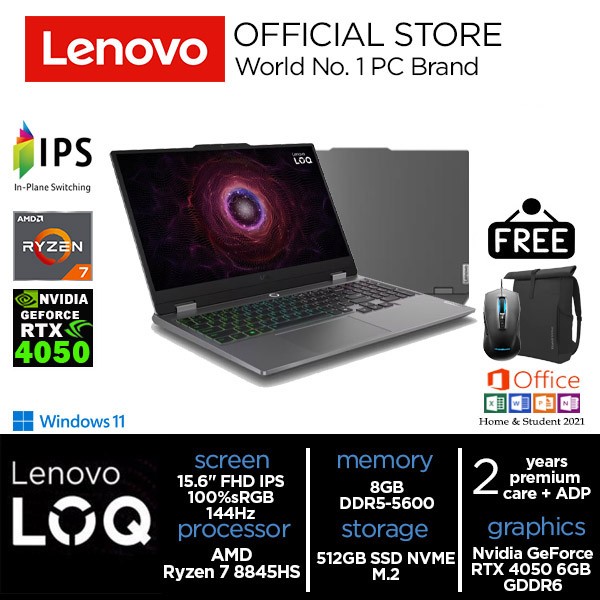 Lenovo
OFFICIAL STORE
World No. 1 PC Brand
IPS
In-Plane Switching
AMD
RYZEN
7
NVIDIA
GEFORCE
RTX
4050
Lenovo
LOQ
Lenovo
FREE
Office
Home & Student 2021
Windows 11
Lenovo
LOQ
screen
15.6" FHD IPS
100%sRGB
144Hz
processor
AMD
Ryzen 7 8845HS
memory
8GB
DDR5-5600
storage
512GB SSD NVME
M.2
2 years
premium
care + ADP
graphics
Nvidia GeForce
RTX 4050 6GB
GDDR6